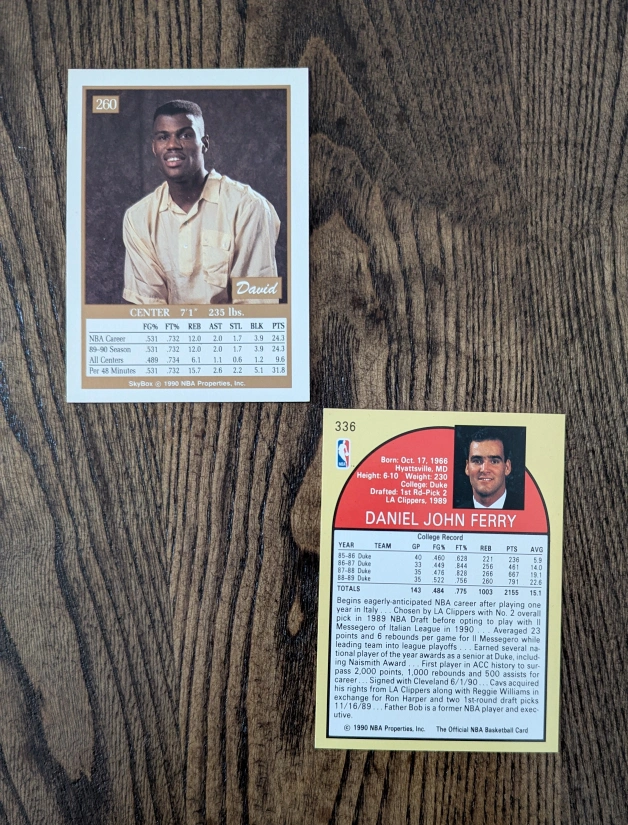 260
David
CENTER 7'1" 235 lbs.
FG% FT% REB AST STL BLK PTS
NBA Career .531 .732 12.0 2.0 1.7 3.9 24.3
89-90 Season .531 .732 12.0 2.0 1.7 3.9 24.3
All Centers .489 .734 6.1 1.1 0.6 1.2 9.6
Per 48 Minutes .531 .732 15.7 2.6 2.2 5.1 31.8
SkyBox © 1990 NBA Properties, Inc.
336
NBA
Born: Oct. 17, 1966
Hyattsville, MD
Height: 6-10 Weight: 230
College: Duke
Drafted: 1st Rd-Pick 2
LA Clippers, 1989
DANIEL JOHN FERRY
College Record
YEAR TEAM GP FG% FT% REB PTS AVG
85-86 Duke 40 .460 .628 221 236 5.9
86-87 Duke 33 .449 .844 256 461 14.0
87-88 Duke 35 .476 .828 266 667 19.1
88-89 Duke 35 .522 .756 260 791 22.6
TOTALS 143 .484 .775 1003 2155 15.1
Begins eagerly-anticipated NBA career after playing one
year in Italy . . . Chosen by LA Clippers with No. 2 overall
pick in 1989 NBA Draft before opting to play with Il
Messegero of Italian League in 1990 . . . Averaged 23
points and 6 rebounds per game for Il Messegero while
leading team into league playoffs . . . Earned several na-
tional player of the year awards as a senior at Duke, includ-
ing Naismith Award . . . First player in ACC history to sur-
pass 2,000 points, 1,000 rebounds and 500 assists for
career . . . Signed with Cleveland 6/1/90 . . . Cavs acquired
his rights from LA Clippers along with Reggie Williams in
exchange for Ron Harper and two 1st-round draft picks
11/16/89 . . . Father Bob is a former NBA player and exec-
utive.
© 1990 NBA Properties, Inc. The Official NBA Basketball Card